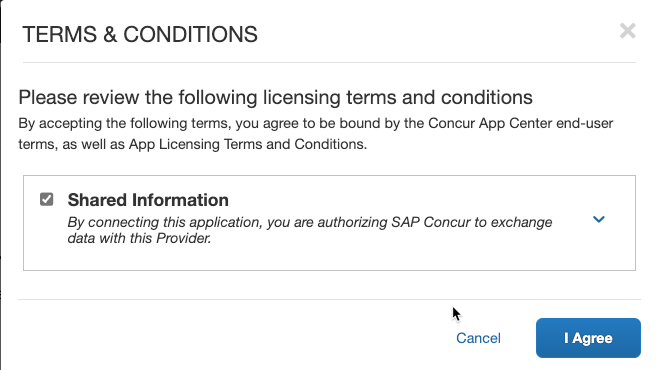 TERMS & CONDITIONS
Please review the following licensing terms and conditions
By accepting the following terms, you agree to be bound by the Concur App Center end-user
terms, as well as App Licensing Terms and Conditions.
Shared Information
By connecting this application, you are authorizing SAP Concur to exchange
data with this Provider.
Cancel
I Agree